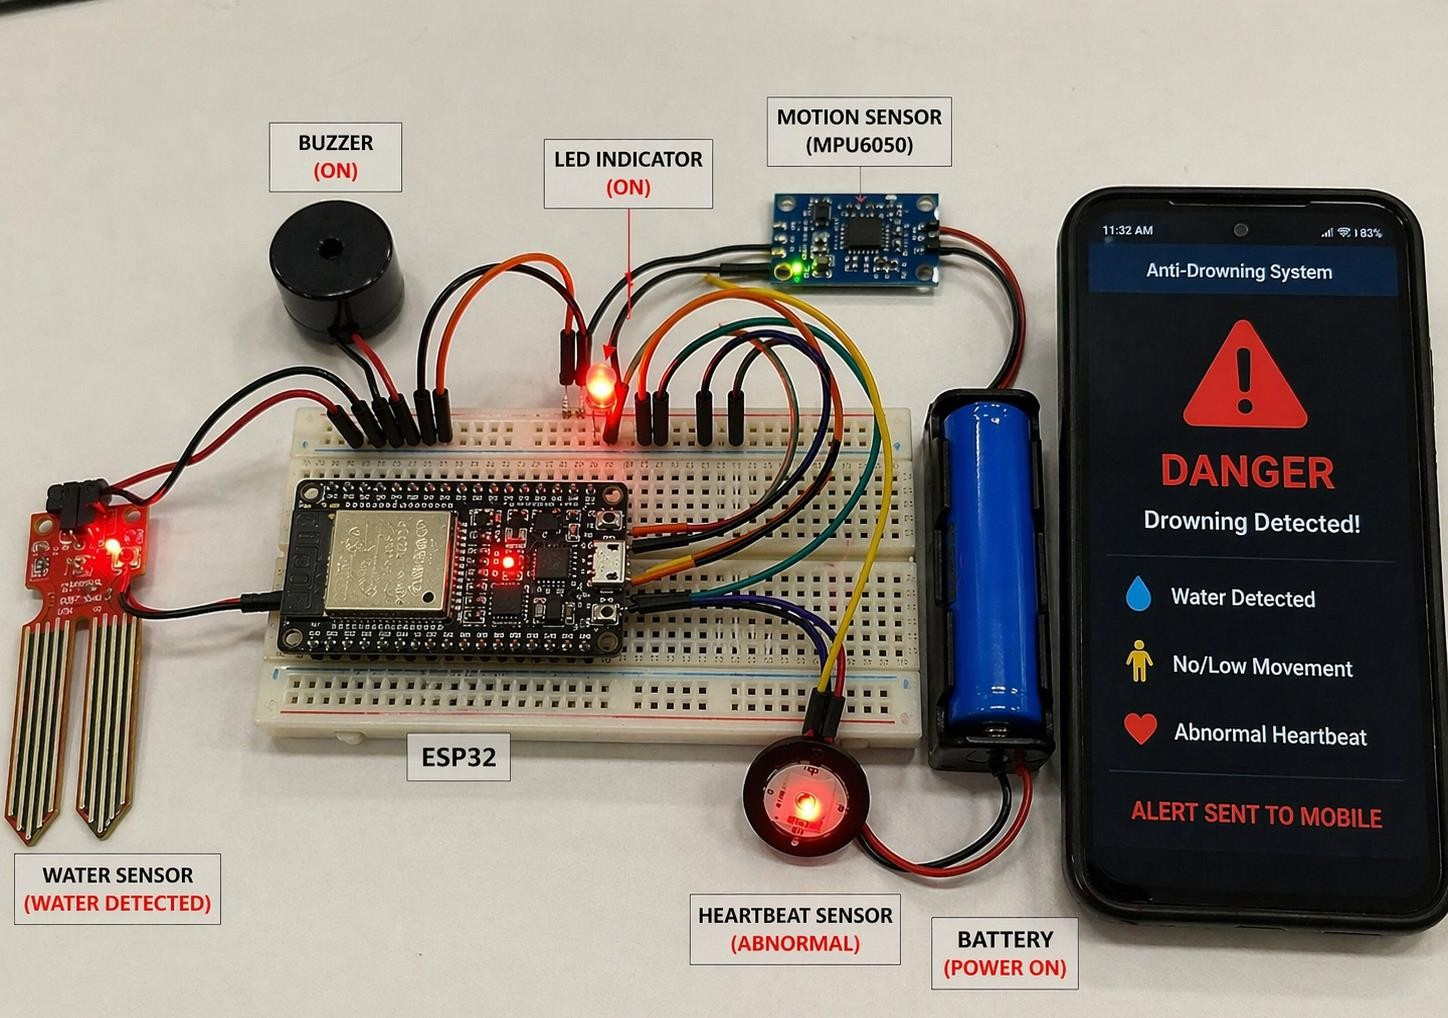 BUZZER
(ON)
LED INDICATOR
(ON)
MOTION SENSOR
(MPU6050)
11:32 AM
83%
Anti-Drowning System
DANGER
Drowning Detected!
Water Detected
No/Low Movement
Abnormal Heartbeat
ALERT SENT TO MOBILE
ESP32
WATER SENSOR
(WATER DETECTED)
HEARTBEAT SENSOR
(ABNORMAL)
BATTERY
(POWER ON)